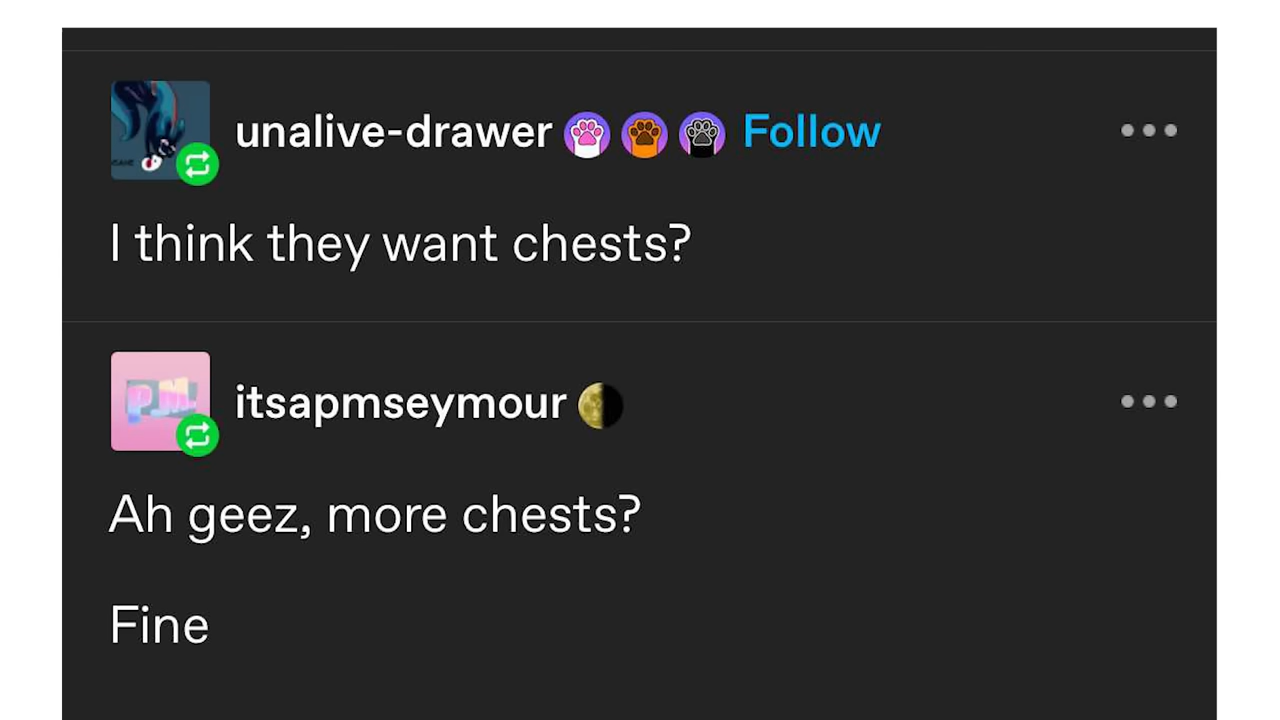 unalive-drawer Follow
I think they want chests?
P.M.
itsapmseymour
Ah geez, more chests?
Fine